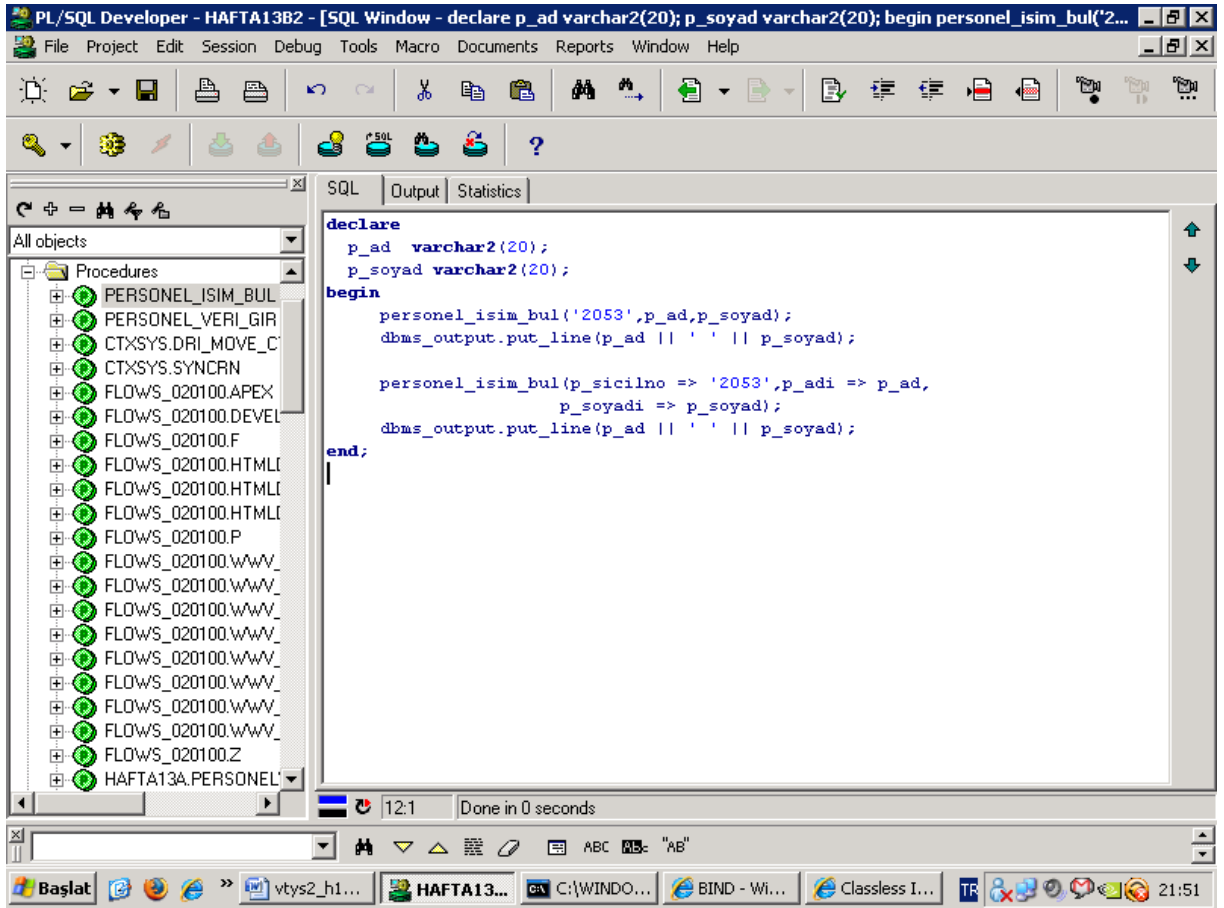 PL/SQL Developer - HAFTA13B2 - [SQL Window - declare p_ad varchar2(20); p_soyad varchar2(20); begin personel_isim_bul('2...
File Project Edit Session Debug Tools Macro Documents Reports Window Help
SQL Output Statistics
All objects
Procedures
PERSONEL_ISIM_BUL
PERSONEL_VERI_GIR
CTXSYS.DRI_MOVE_C
CTXSYS.SYNCRN
FLOWS_020100.APEX
FLOWS_020100.DEVEL
FLOWS_020100.F
FLOWS_020100.HTML
FLOWS_020100.HTML
FLOWS_020100.HTML
FLOWS_020100.P
FLOWS_020100.WWV_
FLOWS_020100.WWV_
FLOWS_020100.WWV_
FLOWS_020100.WWV_
FLOWS_020100.WWV_
FLOWS_020100.WWV_
FLOWS_020100.WWV_
FLOWS_020100.WWV_
FLOWS_020100.Z
HAFTA13A.PERSONEL
declare
p_ad varchar2(20);
p_soyad varchar2(20);
begin
personel_isim_bul('2053',p_ad,p_soyad);
dbms_output.put_line(p_ad || ' ' || p_soyad);
personel_isim_bul(p_sicilno => '2053',p_adi => p_ad,
p_soyadi => p_soyad);
dbms_output.put_line(p_ad || ' ' || p_soyad);
end;
12:1 Done in 0 seconds
ABC "AB"
Başlat vtys2_h1... HAFTA13... C:\WINDO... BIND - Wi... Classless I... TR 21:51